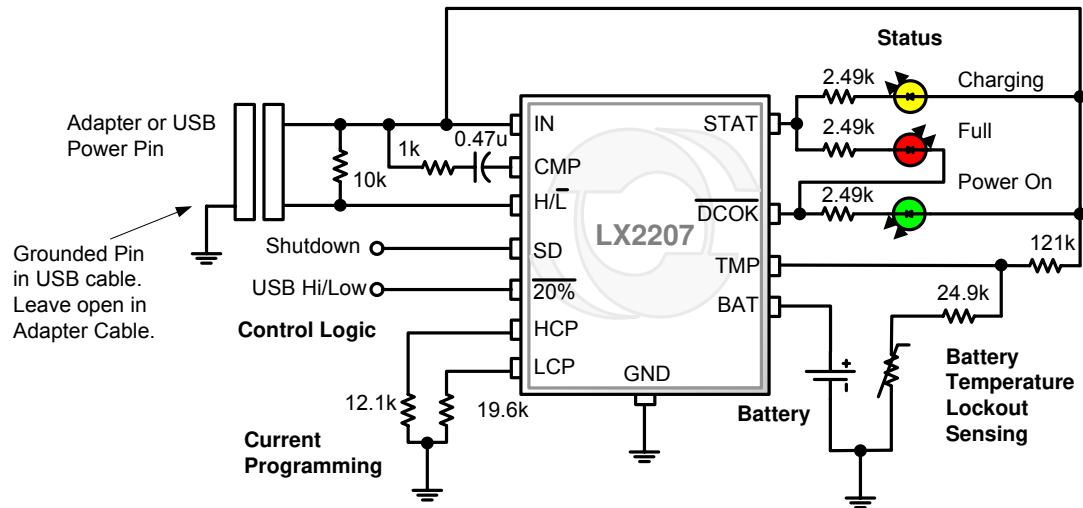 Status
2.49k
Charging
Adapter or USB
Power Pin
IN
STAT
2.49k
Full
1k
0.47u
CMP
10k
H/L̅
D̅C̅O̅K̅
2.49k
Power On
LX2207
Grounded Pin
in USB cable.
Leave open in
Adapter Cable.
Shutdown
SD
TMP
121k
USB Hi/Low
2̅0̅%̅
BAT
24.9k
Control Logic
HCP
LCP
GND
12.1k
19.6k
Battery
+
-
Battery
Temperature
Lockout
Sensing
Current
Programming